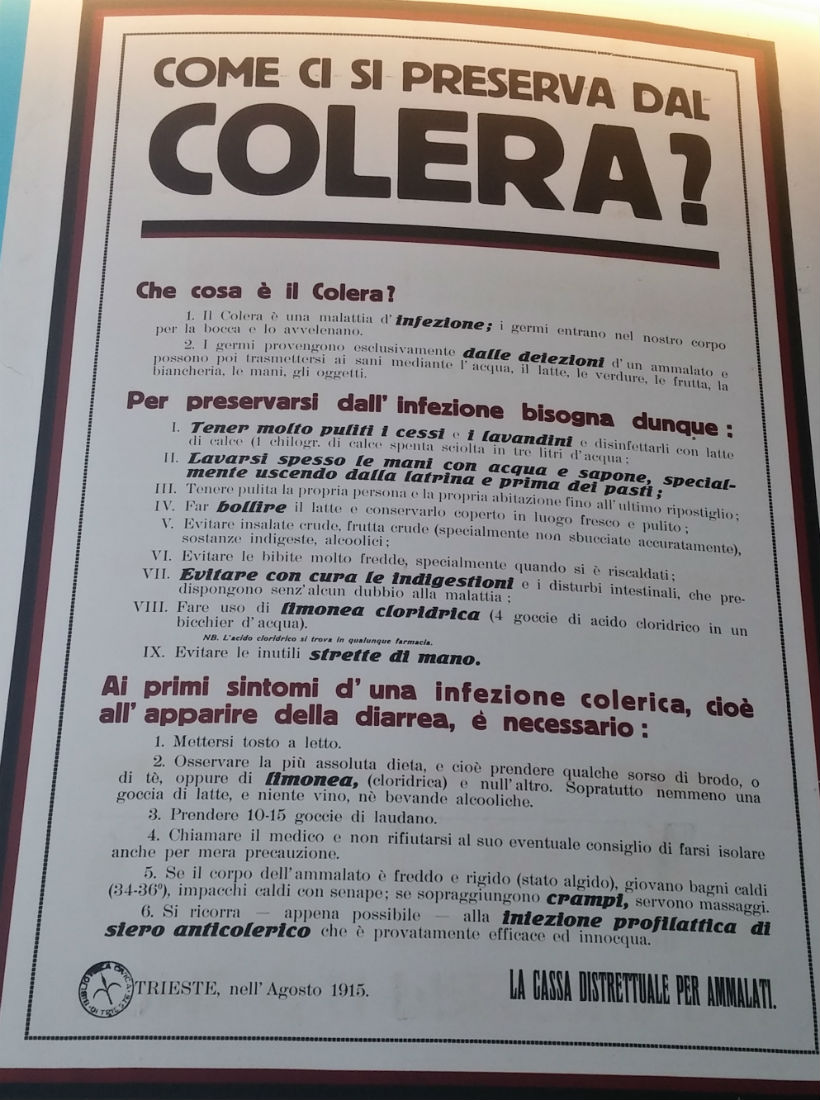 COME CI SI PRESERVA DAL
COLERA?
Che cosa è il Colera?
1. Il Colera è una malattia d' infezione; i germi entrano nel nostro corpo
per la bocca e lo avvelenano.
2. I germi provengono esclusivamente dalle deiezioni d' un ammalato e
possono poi trasmettersi ai sani mediante l' acqua, il latte, le verdure, le frutta, la
biancheria, le mani, gli oggetti.
Per preservarsi dall' infezione bisogna dunque:
I. Tener molto puliti i cessi e i lavandini e disinfettarli con latte
di calce (1 chilogr. di calce spenta sciolta in tre litri d'acqua;
II. Lavarsi spesso le mani con acqua e sapone, special-
mente uscendo dalla latrina e prima dei pasti;
III. Tenere pulita la propria persona e la propria abitazione fino all'ultimo ripostiglio;
IV. Far bollire il latte e conservarlo coperto in luogo fresco e pulito;
V. Evitare insalate crude, frutta crude (specialmente non sbucciate accuratamente),
sostanze indigeste, alcoolici;
VI. Evitare le bibite molto fredde, specialmente quando si è riscaldati;
VII. Evitare con cura le indigestioni e i disturbi intestinali, che pre-
dispongono senz'alcun dubbio alla malattia;
VIII. Fare uso di limonea cloridrica (4 goccie di acido cloridrico in un
bicchier d'acqua).
NB. L'acido cloridrico si trova in qualunque farmacia.
IX. Evitare le inutili strette di mano.
Ai primi sintomi d' una infezione colerica, cioè
all' apparire della diarrea, è necessario:
1. Mettersi tosto a letto.
2. Osservare la più assoluta dieta, e cioè prendere qualche sorso di brodo, o
di tè, oppure di limonea, (cloridrica) e null'altro. Sopratutto nemmeno una
goccia di latte, e niente vino, nè bevande alcooliche.
3. Prendere 10-15 goccie di laudano.
4. Chiamare il medico e non rifiutarsi al suo eventuale consiglio di farsi isolare
anche per mera precauzione.
5. Se il corpo dell'ammalato è freddo e rigido (stato algido), giovano bagni caldi
(34-36°), impacchi caldi con senape; se sopraggiungono crampi, servono massaggi.
6. Si ricorra — appena possibile — alla iniezione profilattica di
siero anticolerico che è provatamente efficace ed innocqua.
TRIESTE, nell' Agosto 1915.
LA CASSA DISTRETTUALE PER AMMALATI.